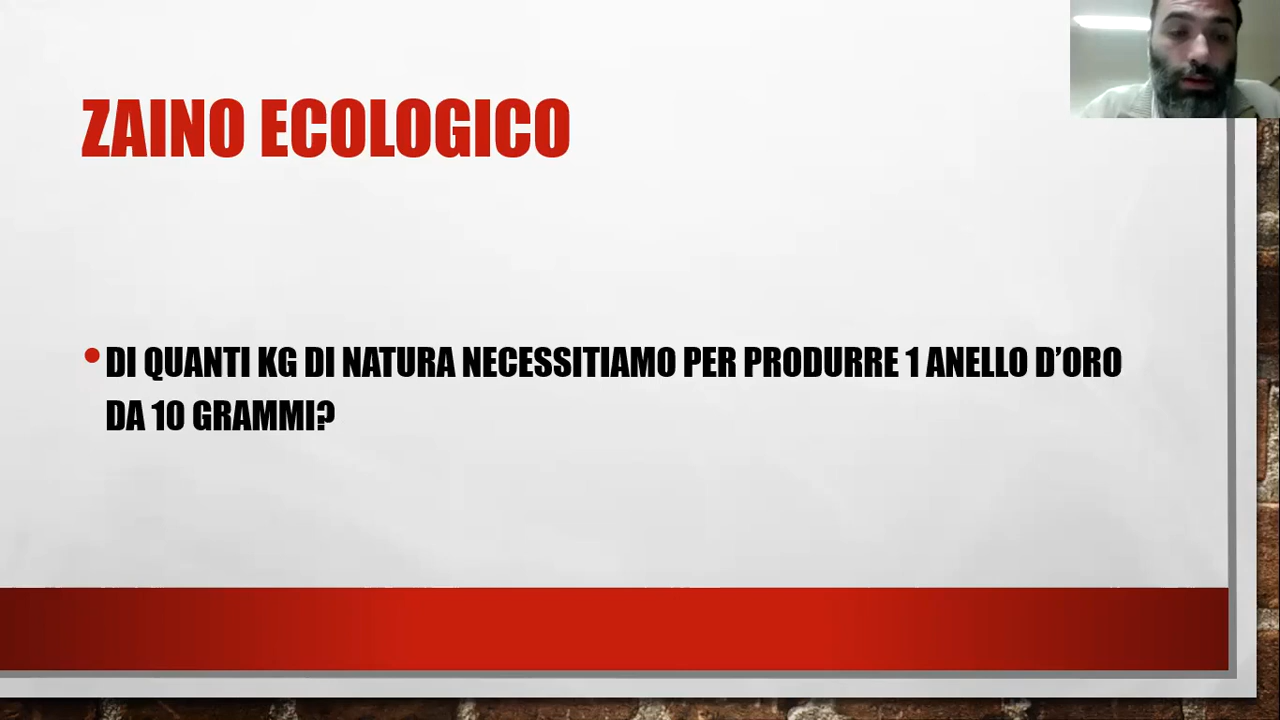 ZAINO ECOLOGICO
DI QUANTI KG DI NATURA NECESSITIAMO PER PRODURRE 1 ANELLO D’ORO
DA 10 GRAMMI?